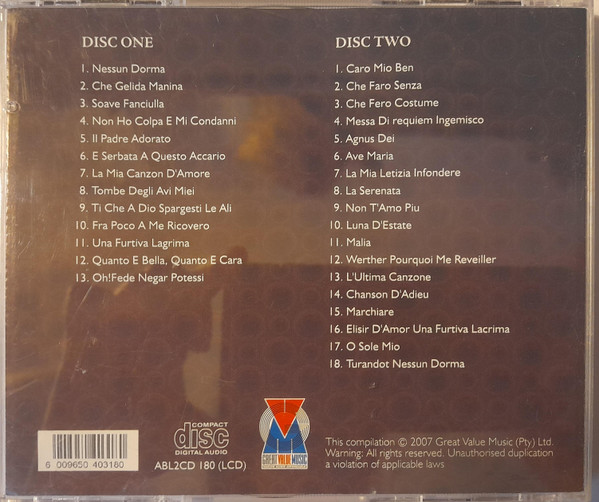 DISC ONE
1. Nessun Dorma
2. Che Gelida Manina
3. Soave Fanciulla
4. Non Ho Colpa E Mi Condanni
5. Il Padre Adorato
6. E Serbata A Questo Accario
7. La Mia Canzon D'Amore
8. Tombe Degli Avi Miei
9. Ti Che A Dio Spargesti Le Ali
10. Fra Poco A Me Ricovero
11. Una Furtiva Lagrima
12. Quanto E Bella, Quanto E Cara
13. Oh!Fede Negar Potessi
DISC TWO
1. Caro Mio Ben
2. Che Faro Senza
3. Che Fero Costume
4. Messa Di requiem Ingemisco
5. Agnus Dei
6. Ave Maria
7. La Mia Letizia Infondere
8. La Serenata
9. Non T'Amo Piu
10. Luna D'Estate
11. Malia
12. Werther Pourquoi Me Reveiller
13. L'Ultima Canzone
14. Chanson D'Adieu
15. Marchiare
16. Elisir D'Amor Una Furtiva Lacrima
17. O Sole Mio
18. Turandot Nessun Dorma
6 009650 403180
COMPACT
disc
DIGITAL AUDIO
ABL2CD 180 (LCD)
GREAT VALUE MUSIC
This compilation © 2007 Great Value Music (Pty) Ltd.
Warning: All rights reserved. Unauthorised duplication
a violation of applicable laws